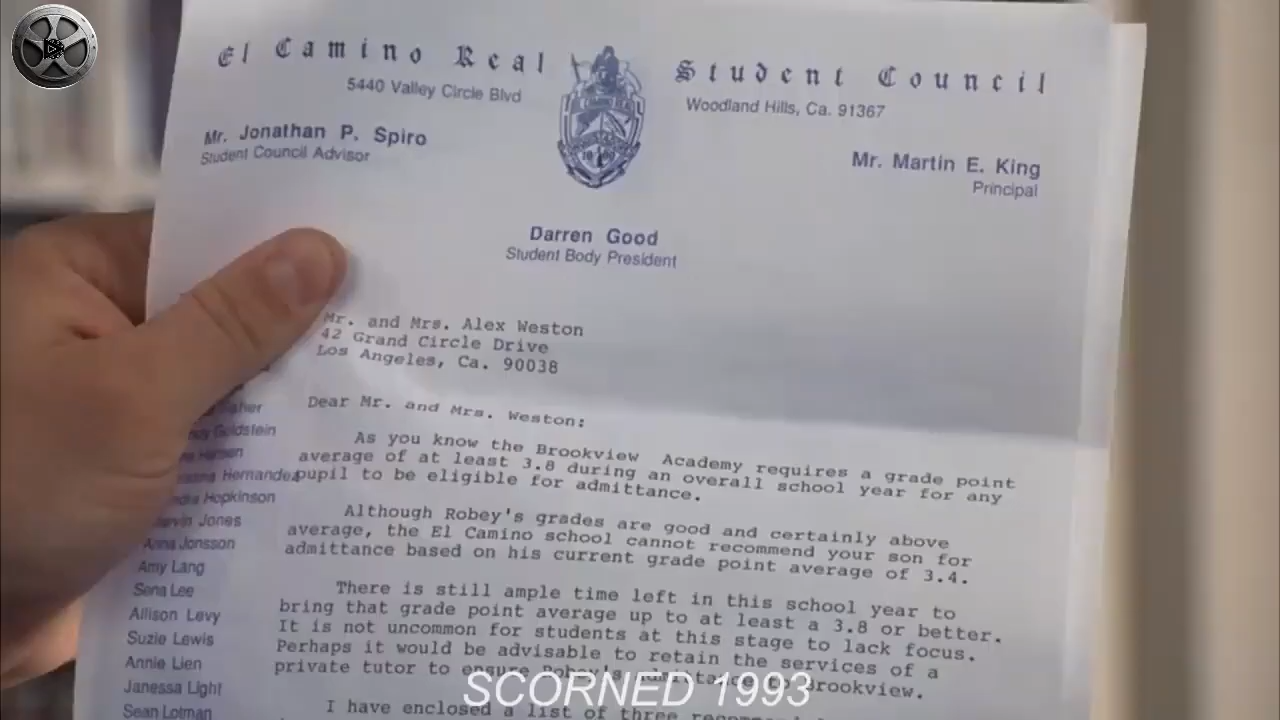 El Camino Real Student Council
5440 Valley Circle Blvd
Woodland Hills, Ca. 91367
Mr. Jonathan P. Spiro
Student Council Advisor
Mr. Martin E. King
Principal
Darren Good
Student Body President
Mr. and Mrs. Alex Weston
42 Grand Circle Drive
Los Angeles, Ca. 90038
Dear Mr. and Mrs. Weston:
As you know the Brookview Academy requires a grade point
average of at least 3.8 during an overall school year for any
pupil to be eligible for admittance.
Although Robey's grades are good and certainly above
average, the El Camino school cannot recommend your son for
admittance based on his current grade point average of 3.4.
There is still ample time left in this school year to
bring that grade point average up to at least a 3.8 or better.
It is not uncommon for students at this stage to lack focus.
Perhaps it would be advisable to retain the services of a
private tutor to ensure Robey's admittance to Brookview.
I have enclosed a list of three
Goldstein
Hernandez
Hopkinson
Jones
Anna Jonsson
Amy Lang
Sena Lee
Allison Levy
Suzie Lewis
Annie Lien
Janessa Light
Sean Lotman
SCORNED 1993